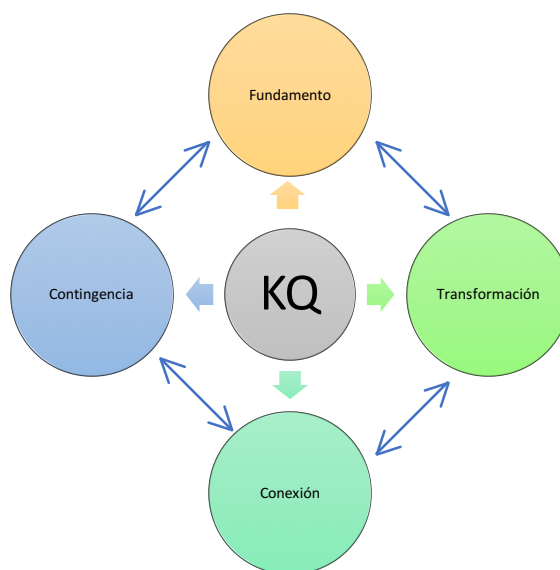 Fundamento
Contingencia
KQ
Transformación
Conexión